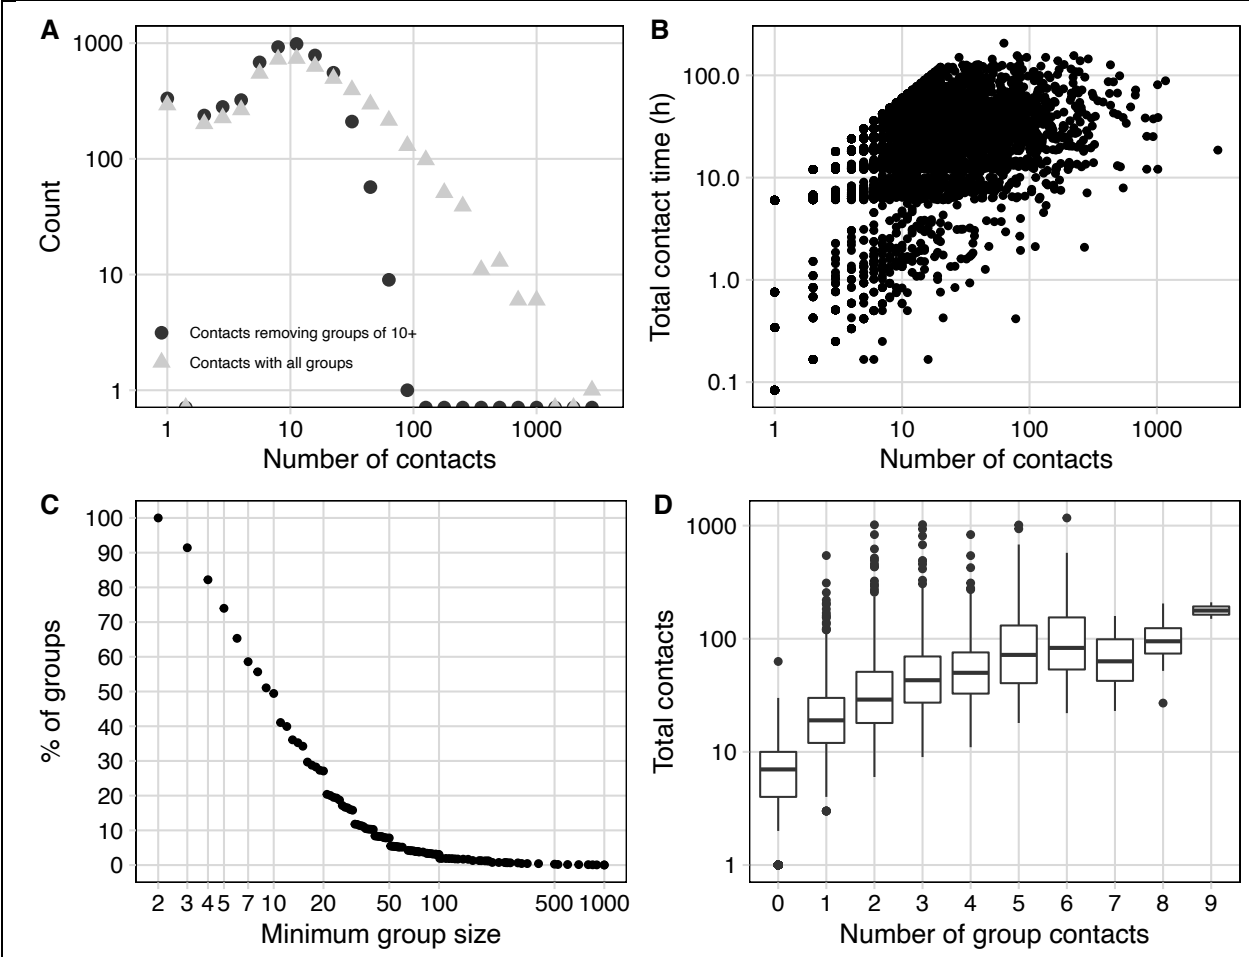 A
1000
100
10
1
Count
Contacts removing groups of 10+
Contacts with all groups
1 10 100 1000
Number of contacts
B
100.0
10.0
1.0
0.1
Total contact time (h)
1 10 100 1000
Number of contacts
C
100
90
80
70
60
50
40
30
20
10
0
% of groups
2 3 4 5 7 10 20 50 100 500 1000
Minimum group size
D
1000
100
10
1
Total contacts
0 1 2 3 4 5 6 7 8 9
Number of group contacts